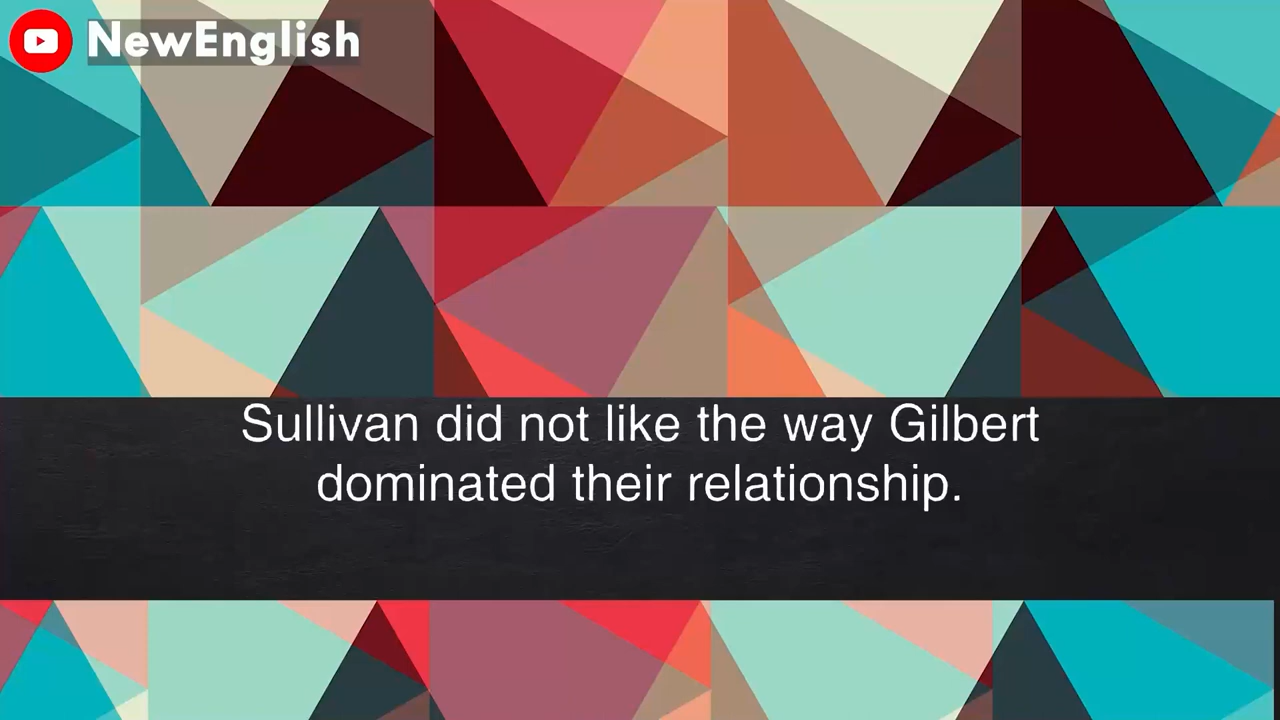 NewEnglish
Sullivan did not like the way Gilbert
dominated their relationship.